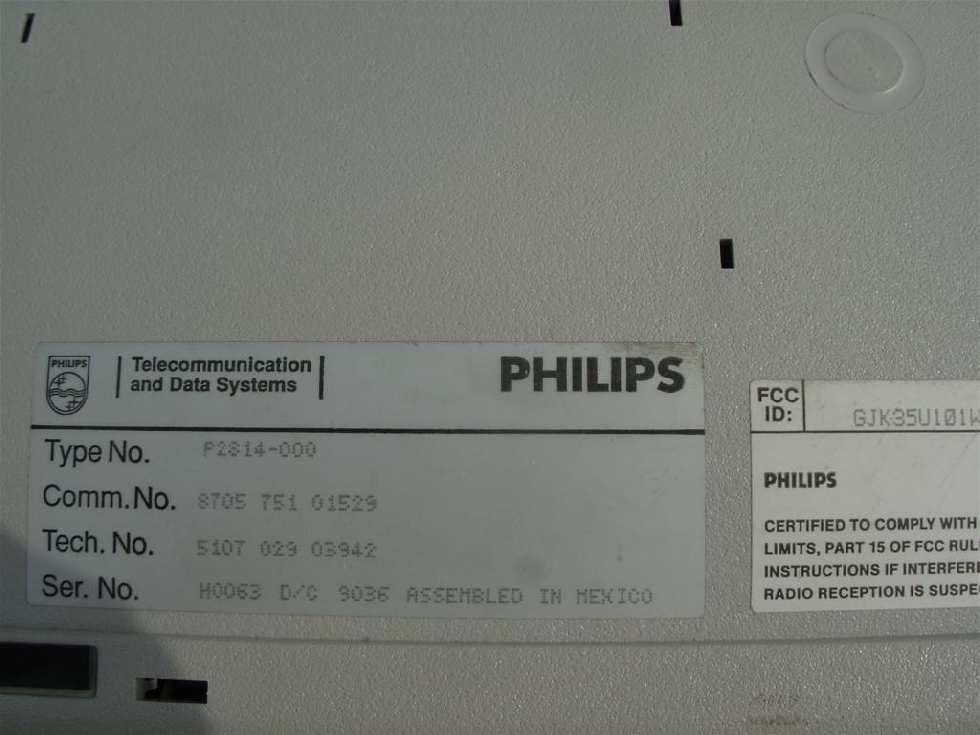 PHILIPS
Telecommunication
and Data Systems
PHILIPS
Type No. P2814-000
Comm.No. 8705 751 01529
Tech. No. 5107 029 03942
Ser. No. H0063 D/C 9036 ASSEMBLED IN MEXICO
FCC
ID: GJK35U101W
PHILIPS
CERTIFIED TO COMPLY WITH
LIMITS, PART 15 OF FCC RUL
INSTRUCTIONS IF INTERFERE
RADIO RECEPTION IS SUSPE